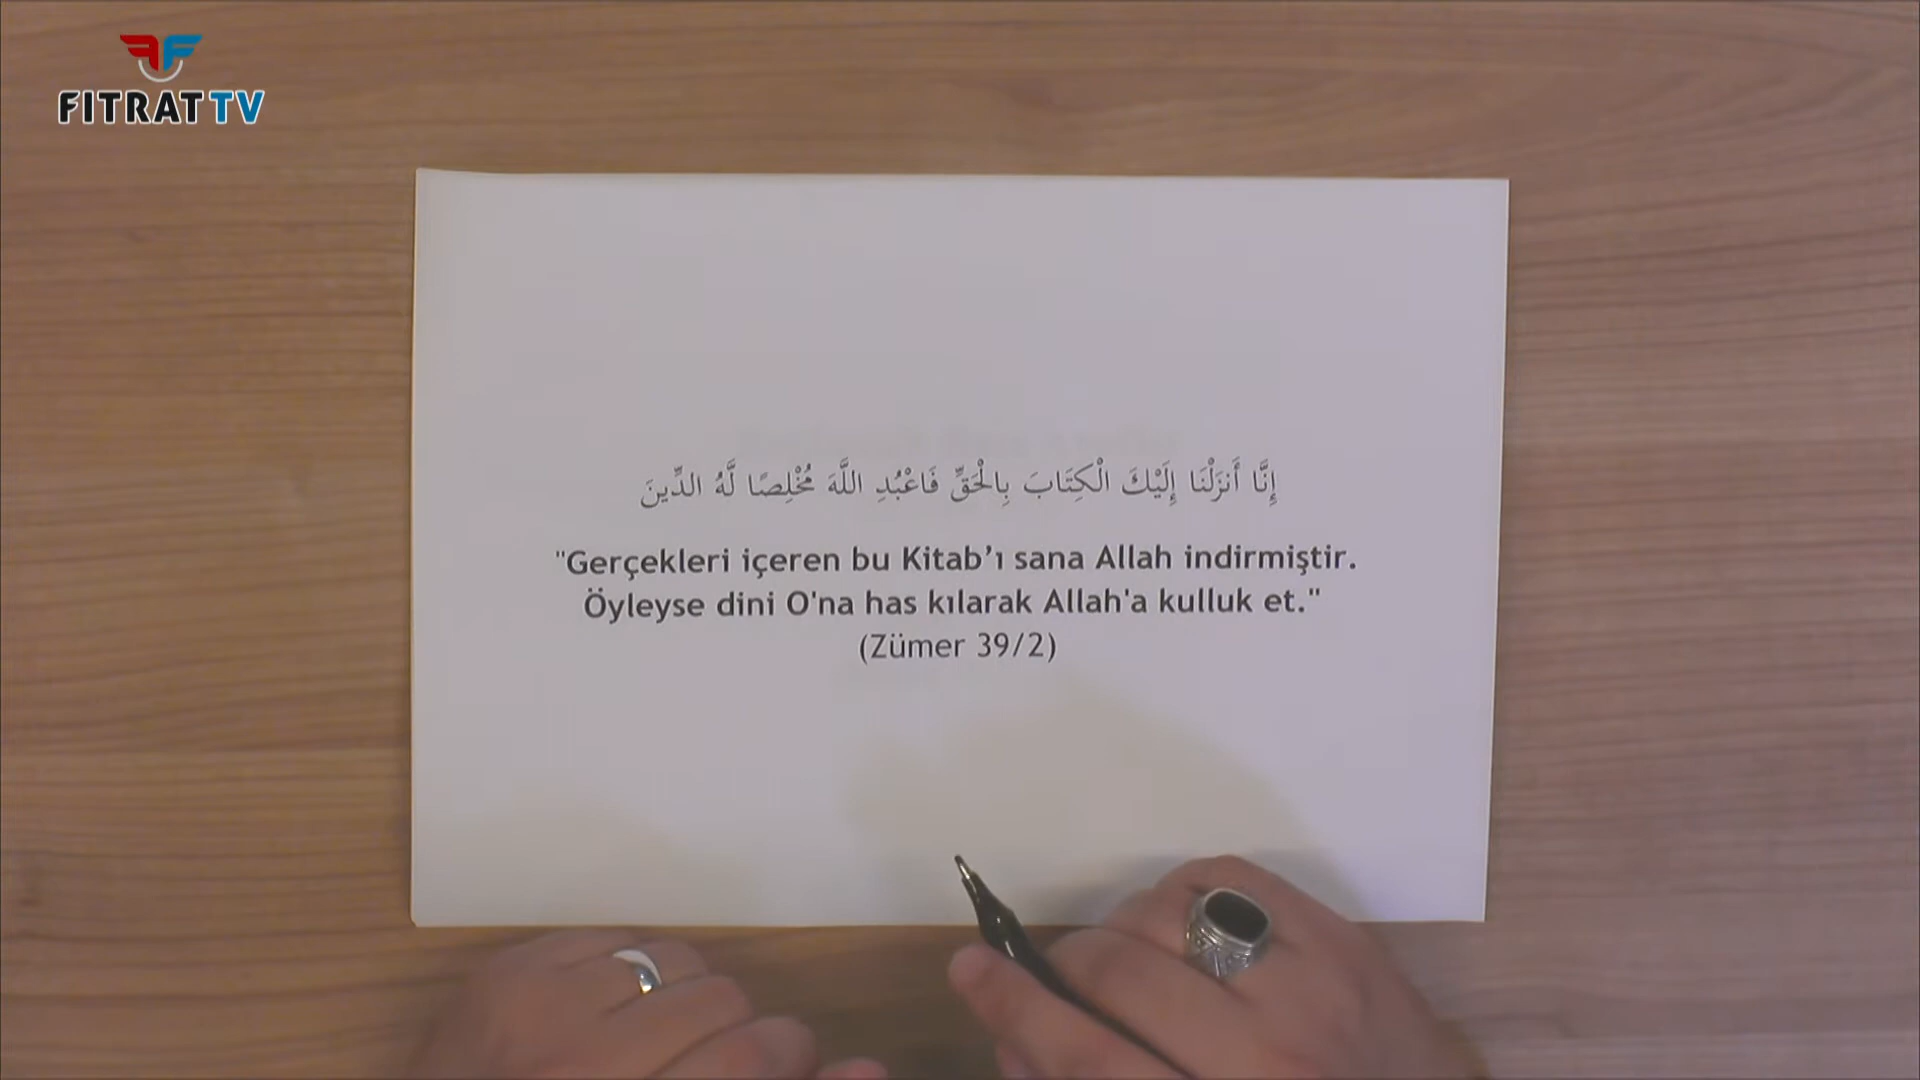 FITRAT TV
إِنَّا أَنزَلْنَا إِلَيْكَ الْكِتَابَ بِالْحَقِّ فَاعْبُدِ اللَّهَ مُخْلِصًا لَّهُ الدِّينَ
"Gerçekleri içeren bu Kitab’ı sana Allah indirmiştir.
Öyleyse dini O'na has kılarak Allah'a kulluk et."
(Zümer 39/2)